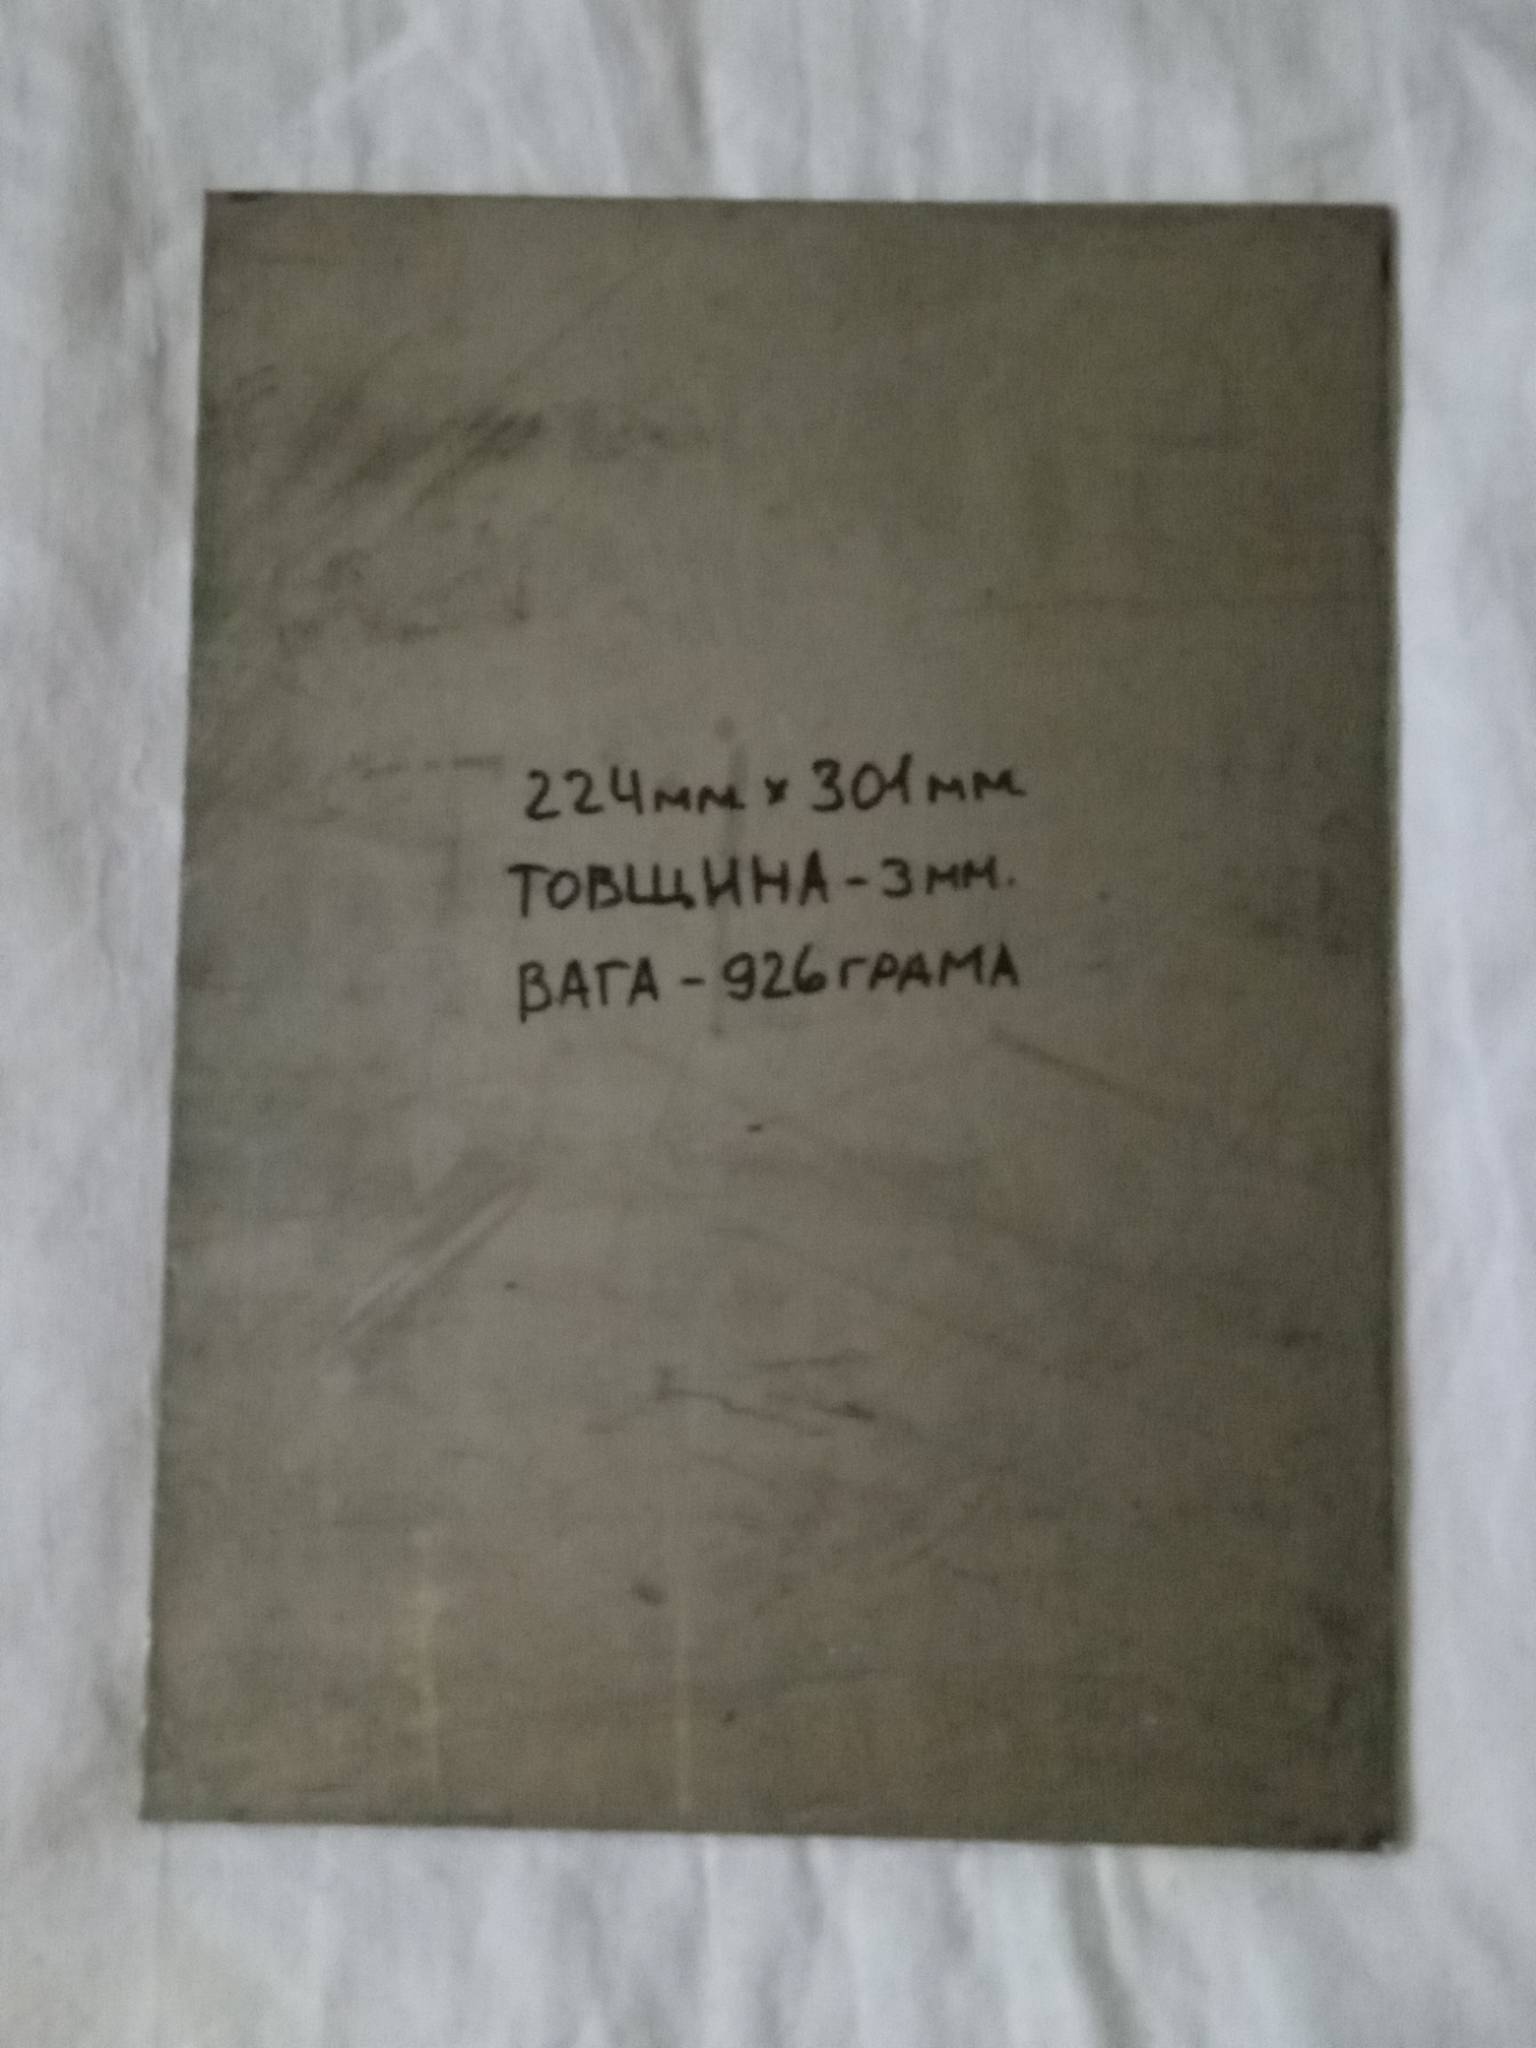 224мм x 301мм
ТОВЩИНА - 3мм.
ВАГА - 926 ГРАМА